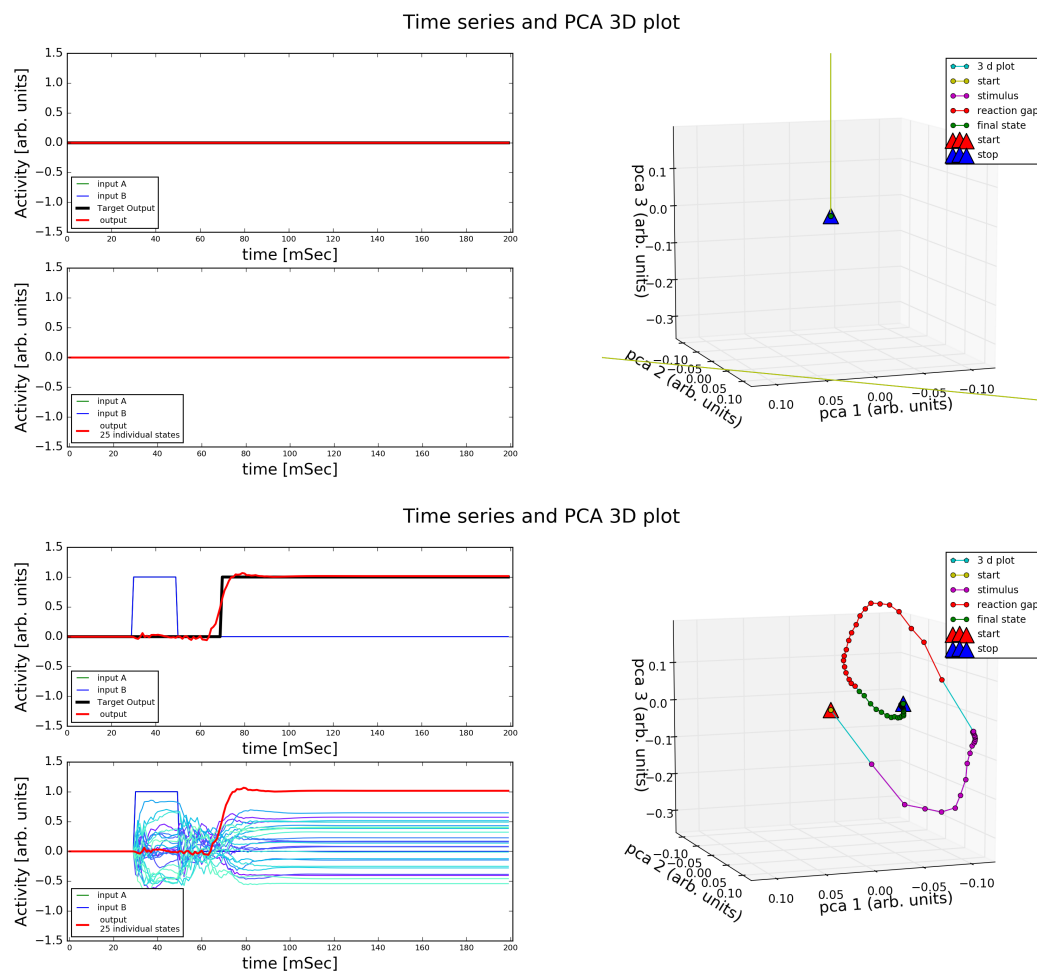 Time series and PCA 3D plot
1.5
1.0
0.5
0.0
−0.5
−1.0
−1.5
Activity [arb. units]
input A
input B
Target Output
output
0 20 40 60 80 100 120 140 160 180 200
time [mSec]
1.5
1.0
0.5
0.0
−0.5
−1.0
−1.5
Activity [arb. units]
input A
input B
output
25 individual states
0 20 40 60 80 100 120 140 160 180 200
time [mSec]
3 d plot
start
stimulus
reaction gap
final state
start
stop
pca 3 (arb. units)
0.1
0.0
−0.1
−0.2
−0.3
pca 2 (arb. units)
−0.10
−0.05
0.00
0.05
0.10
0.10 0.05 0.00 −0.05 −0.10
pca 1 (arb. units)
Time series and PCA 3D plot
1.5
1.0
0.5
0.0
−0.5
−1.0
−1.5
Activity [arb. units]
input A
input B
Target Output
output
0 20 40 60 80 100 120 140 160 180 200
time [mSec]
1.5
1.0
0.5
0.0
−0.5
−1.0
−1.5
Activity [arb. units]
input A
input B
output
25 individual states
0 20 40 60 80 100 120 140 160 180 200
time [mSec]
3 d plot
start
stimulus
reaction gap
final state
start
stop
pca 3 (arb. units)
0.1
0.0
−0.1
−0.2
−0.3
pca 2 (arb. units)
−0.10
−0.05
0.00
0.05
0.10
0.10 0.05 0.00 −0.05 −0.10
pca 1 (arb. units)